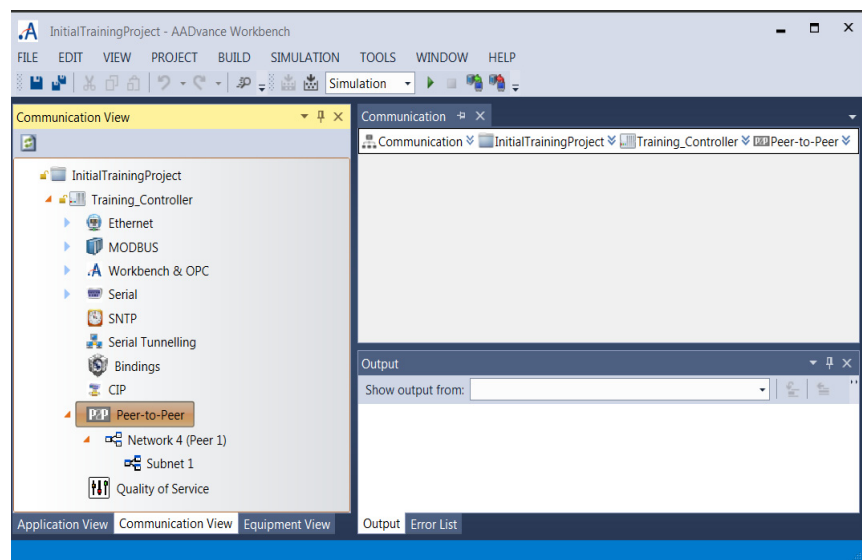 InitialTrainingProject - AADvance Workbench
FILE EDIT VIEW PROJECT BUILD SIMULATION TOOLS WINDOW HELP
Simulation
Communication View
InitialTrainingProject
Training_Controller
Ethernet
MODBUS
Workbench & OPC
Serial
SNTP
Serial Tunnelling
Bindings
CIP
P2P Peer-to-Peer
Network 4 (Peer 1)
Subnet 1
Quality of Service
Application View Communication View Equipment View
Communication
Communication InitialTrainingProject Training_Controller P2P Peer-to-Peer
Output
Show output from:
Output Error List